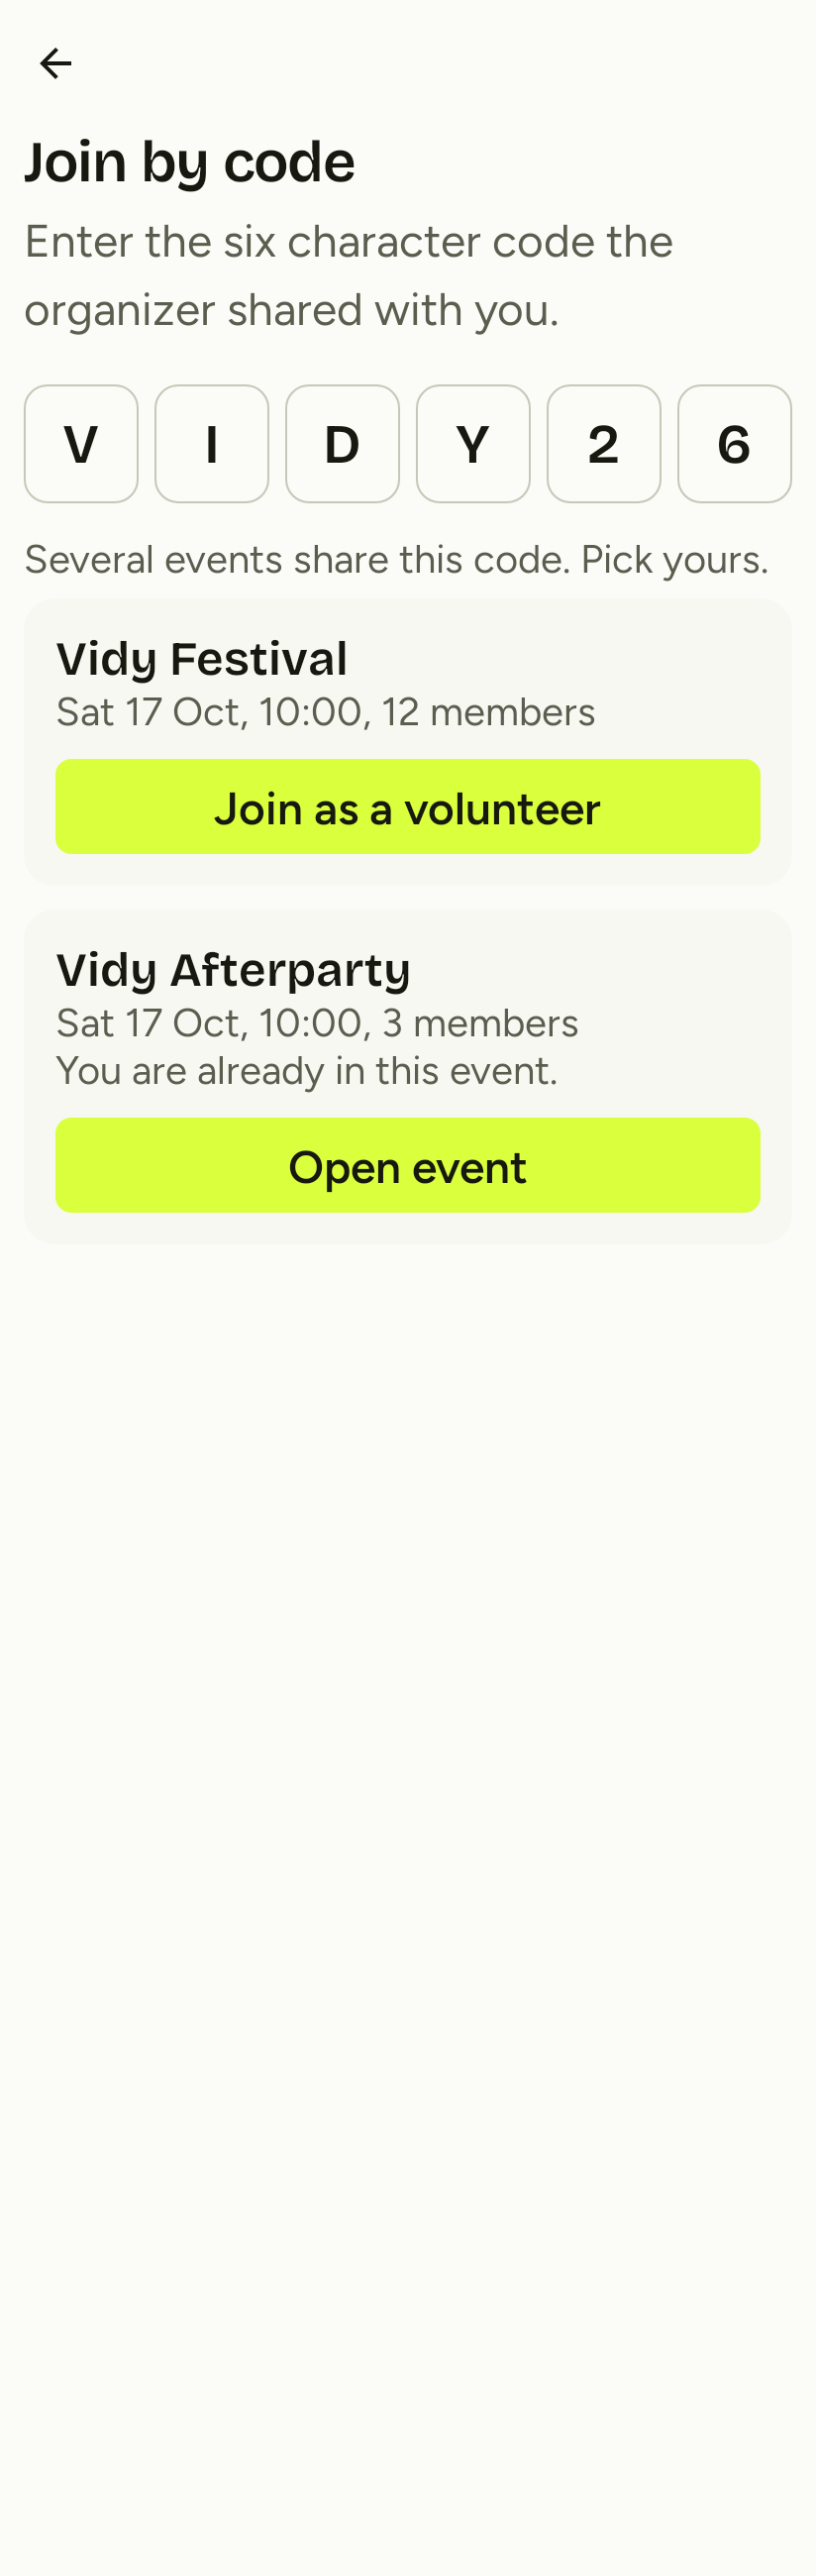 Join by code
Enter the six character code the
organizer shared with you.
V I D Y 2 6
Several events share this code. Pick yours.
Vidy Festival
Sat 17 Oct, 10:00, 12 members
Join as a volunteer
Vidy Afterparty
Sat 17 Oct, 10:00, 3 members
You are already in this event.
Open event